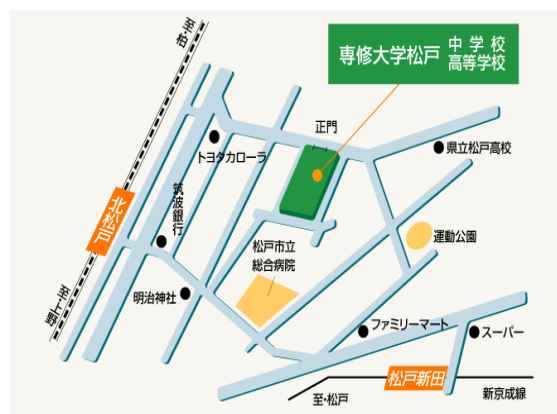 専修大学松戸 中学校
高等学校
至・柏
正門
県立松戸高校
トヨタカローラ
筑波銀行
北松戸
運動公園
松戸市立
総合病院
明治神社
至・上野
ファミリーマート
スーパー
松戸新田
至・松戸
新京成線